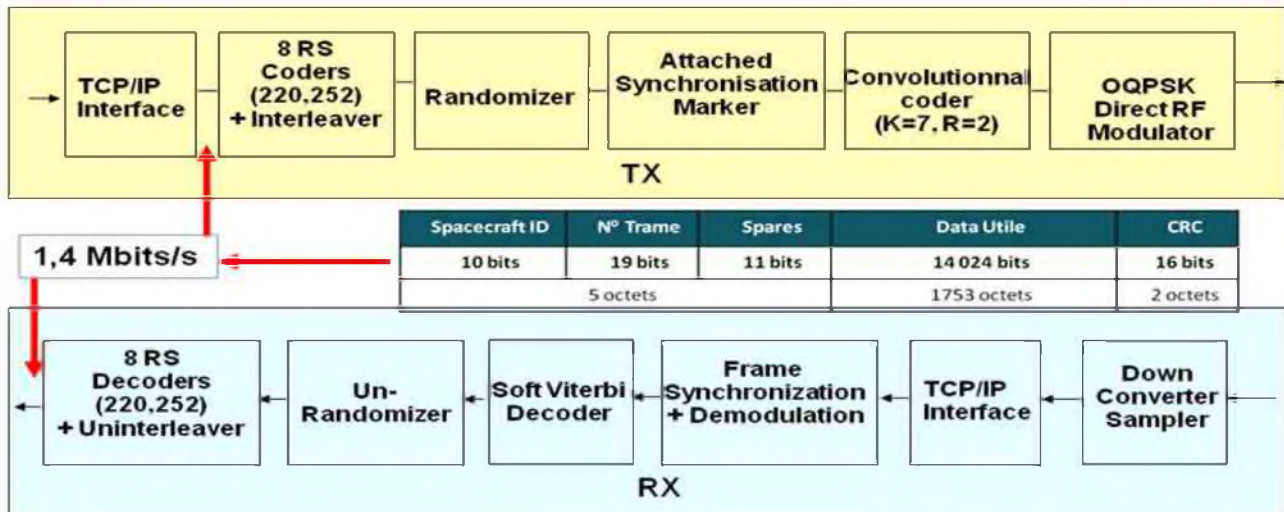 TCP/IP
Interface
8 RS
Coders
(220,252)
+ Interleaver
Randomizer
Attached
Synchronisation
Marker
Convolutionnal
coder
(K=7, R=2)
OQPSK
Direct RF
Modulator
TX
1,4 Mbits/s
Spacecraft ID N° Trame Spares Data Utile CRC
10 bits 19 bits 11 bits 14 024 bits 16 bits
5 octets 1753 octets 2 octets
8 RS
Decoders
(220,252)
+ Uninterleaver
Un-
Randomizer
Soft Viterbi
Decoder
Frame
Synchronization
+ Demodulation
TCP/IP
Interface
Down
Converter
Sampler
RX